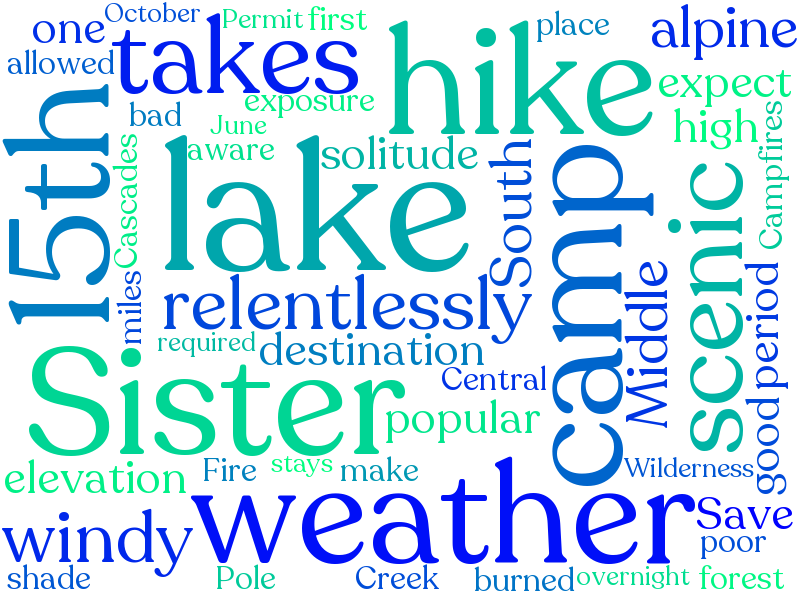 October
one
Permit
first
place
alpine
allowed
takes
hike
expect
bad
exposure
high
June
15th
Cascades
aware
solitude
South
Campfires
lake
camp
scenic
miles
relentlessly
Middle
period
required
destination
Sister
Central
popular
good
elevation
Fire
stays
make
Wilderness
windy
weather
Save
poor
shade
Pole
Creek
burned
overnight
forest